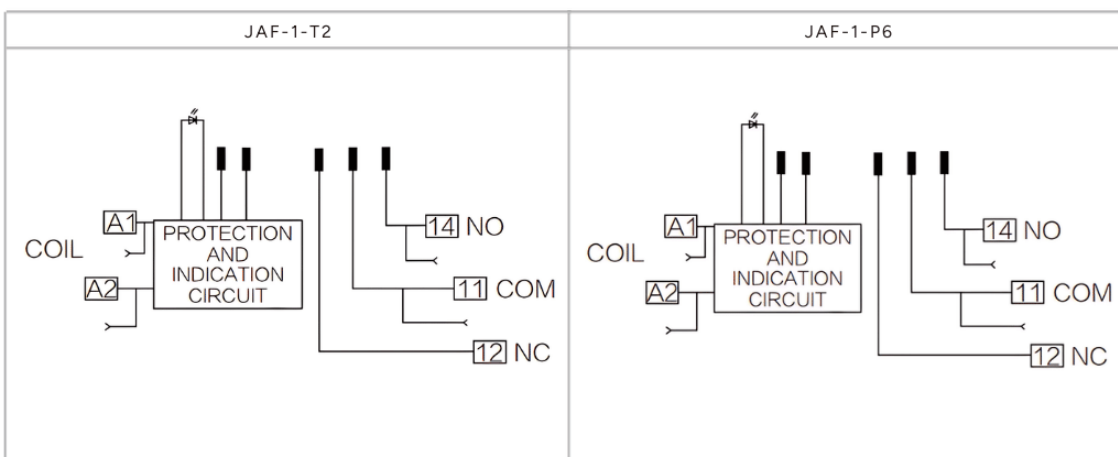 JAF-1-T2
JAF-1-P6
A1
COIL
A2
PROTECTION
AND
INDICATION
CIRCUIT
14 NO
11 COM
12 NC
A1
COIL
A2
PROTECTION
AND
INDICATION
CIRCUIT
14 NO
11 COM
12 NC